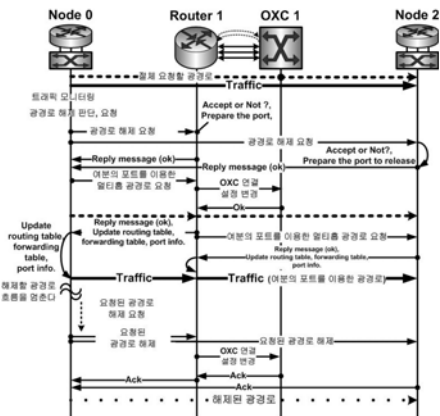 Node 0
Router 1
OXC 1
Node 2
절체 요청할 광경로
Traffic
트래픽 모니터링
광경로 해제 판단, 요청
Accept or Not ?,
Prepare the port,
광경로 해제 요청
광경로 해제 요청
Accept or Not?,
Prepare the port to release
Reply message (ok)
Reply message (ok)
여분의 포트를 이용한
멀티홉 광경로 요청
OXC 연결
설정 변경
Ok
Update
routing table,
forwarding
table,
port info.
Reply message (ok),
Update routing table,
forwarding table, port info.
여분의 포트를 이용한 멀티홉 광경로 요청
Reply message (ok),
Update routing table, forwarding table,
port info.
Traffic
Traffic (여분의 포트를 이용한 광경로)
해제할 광경로
흐름을 멈춘다
요청된 광경로
해제 요청
요청된
광경로 해제
요청된 광경로 해제
OXC 연결
설정 변경
Ack
Ack
Ack
해제된 광경로